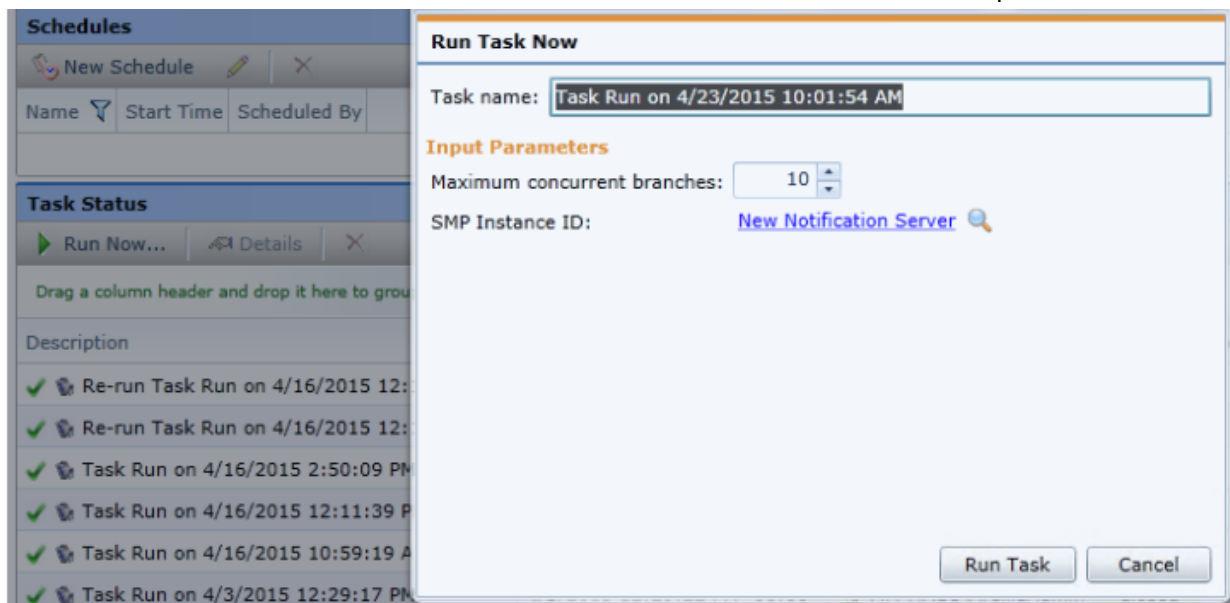 Schedules
New Schedule
Name Start Time Scheduled By
Task Status
Run Now... Details
Drag a column header and drop it here to grou
Description
Re-run Task Run on 4/16/2015 12:
Re-run Task Run on 4/16/2015 12:
Task Run on 4/16/2015 2:50:09 PM
Task Run on 4/16/2015 12:11:39 P
Task Run on 4/16/2015 10:59:19 A
Task Run on 4/3/2015 12:29:17 PM
Run Task Now
Task name: Task Run on 4/23/2015 10:01:54 AM
Input Parameters
Maximum concurrent branches: 10
SMP Instance ID: New Notification Server
Run Task Cancel